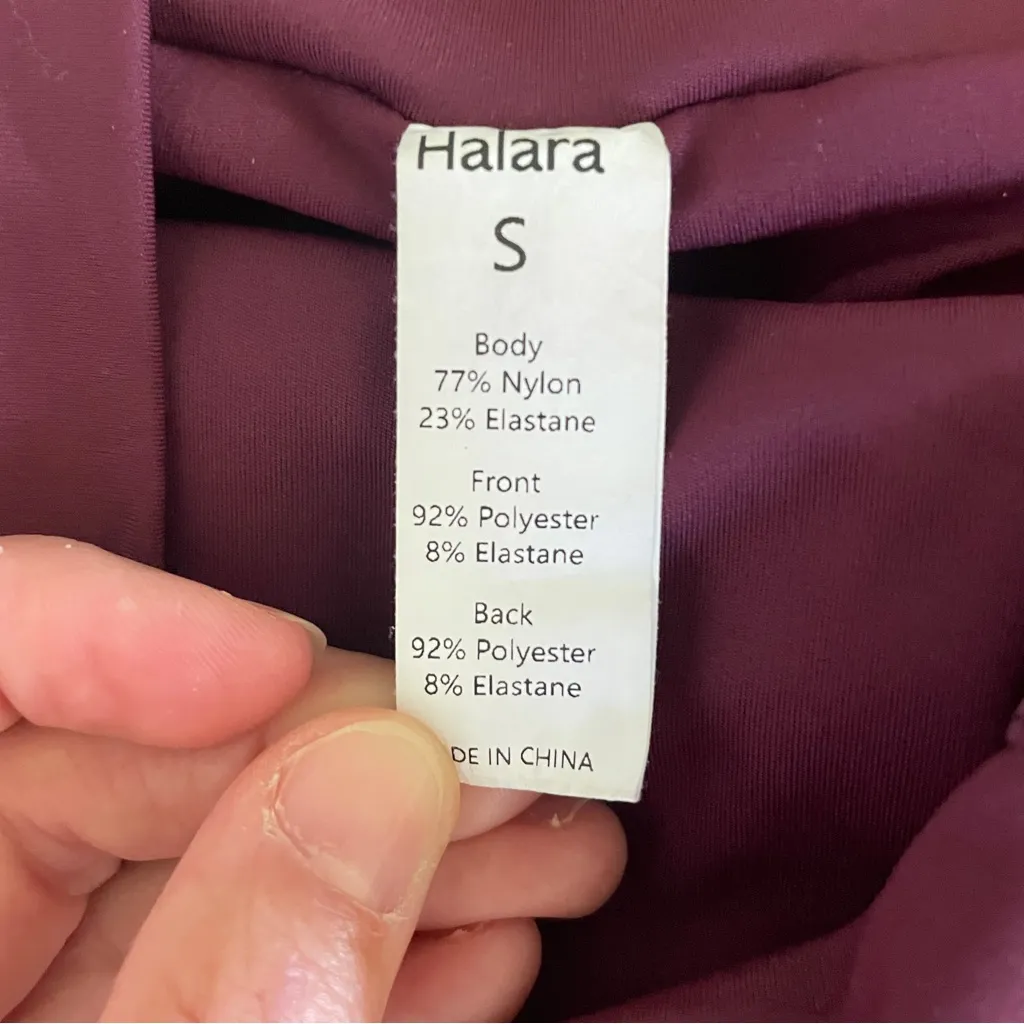 Halara
S
Body
77% Nylon
23% Elastane
Front
92% Polyester
8% Elastane
Back
92% Polyester
8% Elastane
DE IN CHINA